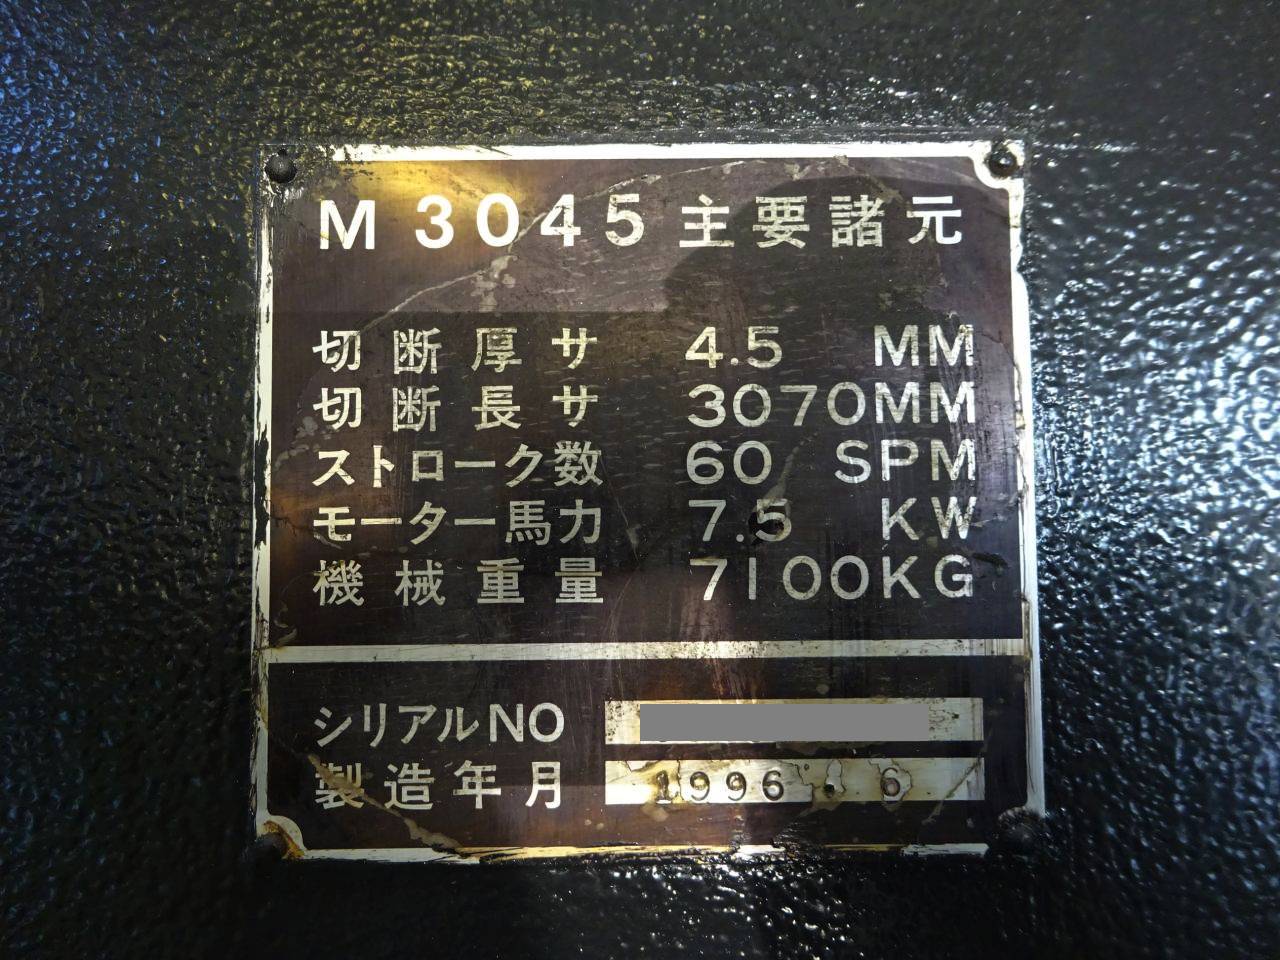 M 3045 主要諸元
切断厚サ 4.5 MM
切断長サ 3070MM
ストローク数 60 SPM
モーター馬力 7.5 KW
機械重量 7100KG
シリアルNO
製造年月 1996.6